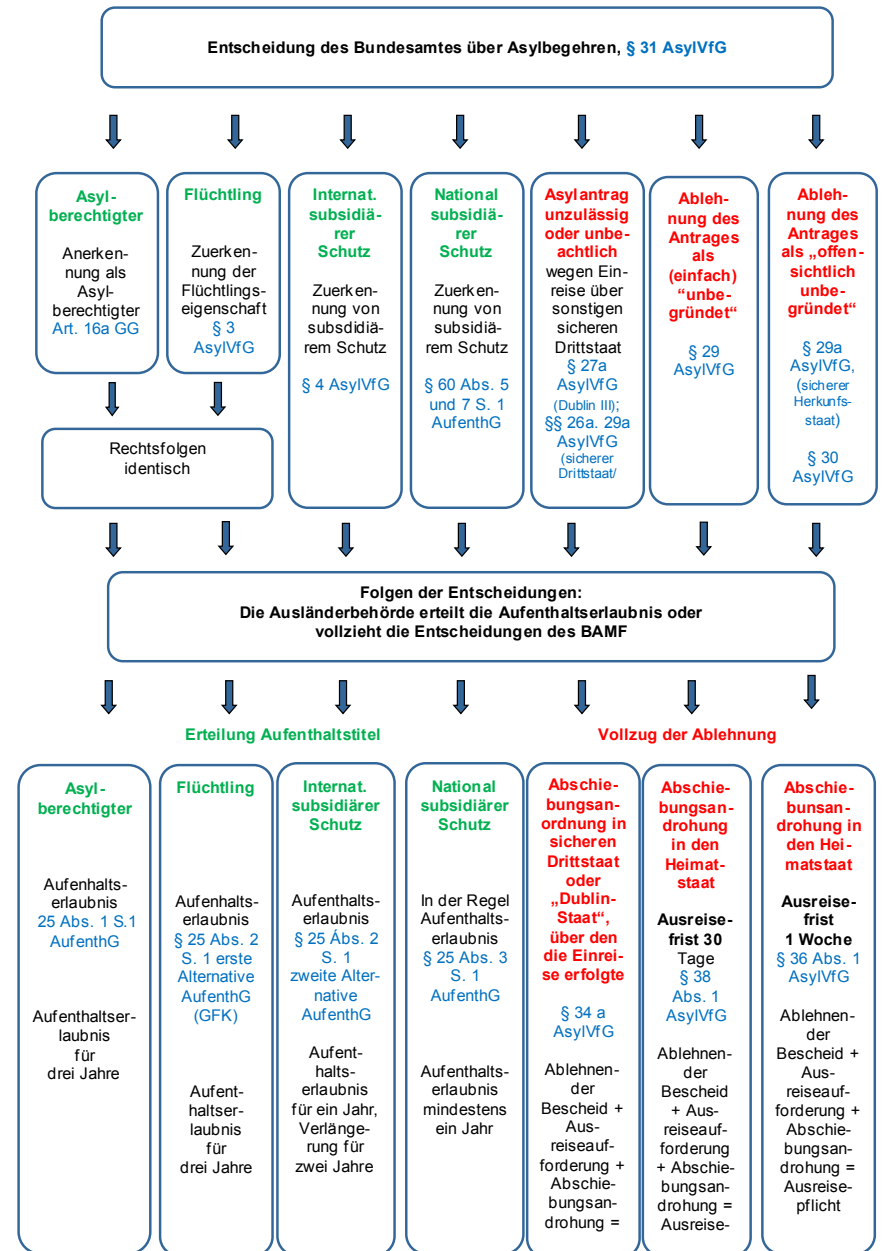 Entscheidung des Bundesamtes über Asylbegehren, § 31 AsylVfG
Asyl-
berechtigter
Anerken-
nung als
Asyl-
berechtigter
Art. 16a GG
Flüchtling
Zuerken-
nung der
Flüchtlings-
eigenschaft
§ 3
AsylVfG
Internat.
subsidiä-
rer
Schutz
Zuerken-
nung von
subsdidiä-
rem Schutz
§ 4 AsylVfG
National
subsidiä-
rer
Schutz
Zuerken-
nung von
subsidiä-
rem Schutz
§ 60 Abs. 5
und 7 S. 1
AufenthG
Asylantrag
unzulässig
oder unbe-
achtlich
wegen Ein-
reise über
sonstigen
sicheren
Drittstaat
§ 27a
AsylVfG
(Dublin III);
§§ 26a. 29a
AsylVfG
(sicherer
Drittstaat/
Ableh-
nung des
Antrages
als
(einfach)
“unbe-
gründet“
§ 29
AsylVfG
Ableh-
nung des
Antrages
als „offen-
sichtlich
unbe-
gründet“
§ 29a
AsylVfG,
(sicherer
Herkunfs-
staat)
§ 30
AsylVfG
Rechtsfolgen
identisch
Folgen der Entscheidungen:
Die Ausländerbehörde erteilt die Aufenthaltserlaubnis oder
vollzieht die Entscheidungen des BAMF
Erteilung Aufenthaltstitel
Vollzug der Ablehnung
Asyl-
berechtigter
Aufenhalts-
erlaubnis
25 Abs. 1 S.1
AufenthG
Aufenthaltser-
laubnis
für
drei Jahre
Flüchtling
Aufenhalts-
erlaubnis
§ 25 Abs. 2
S. 1 erste
Alternative
AufenthG
(GFK)
Aufent-
haltser-
laubnis
für
drei Jahre
Internat.
subsidiärer
Schutz
Aufenthalts-
erlaubnis
§ 25 Ábs. 2
S. 1
zweite Alter-
native
AufenthG
Aufent-
halts-
erlaubnis
für ein Jahr,
Verlänge-
rung für
zwei Jahre
National
subsidiärer
Schutz
In der Regel
Aufenthalts-
erlaubnis
§ 25 Abs. 3
S. 1
AufenthG
Aufenthalts-
erlaubnis
mindestens
ein Jahr
Abschie-
bungsan-
ordnung in
sicheren
Drittstaat
oder
„Dublin-
Staat“,
über den
die Einrei-
se erfolgte
§ 34 a
AsylVfG
Ablehnen-
der
Bescheid +
Aus-
reiseauf-
forderung +
Abschie-
bungsan-
drohung =
Abschie-
bungsan-
drohung
in den
Heimat-
staat
Ausreise-
frist 30
Tage
§ 38
Abs. 1
AsylVfG
Ablehnen-
der
Bescheid
+ Aus-
reiseauf-
forderung
+ Abschie-
bungsan-
drohung =
Ausreise-
Abschie-
bunsan-
drohung in
den Hei-
matstaat
Ausreise-
frist
1 Woche
§ 36 Abs. 1
AsylVfG
Ablehnen-
der
Bescheid +
Aus-
reiseauf-
forderung +
Abschie-
bungsan-
drohung =
Ausreise-
pflicht